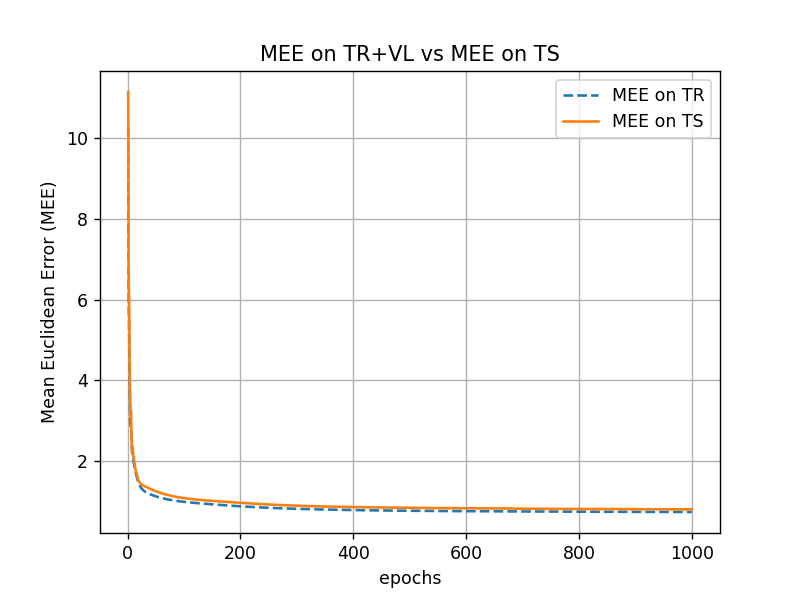 MEE on TR+VL vs MEE on TS
MEE on TR
MEE on TS
Mean Euclidean Error (MEE)
10
8
6
4
2
0 200 400 600 800 1000
epochs